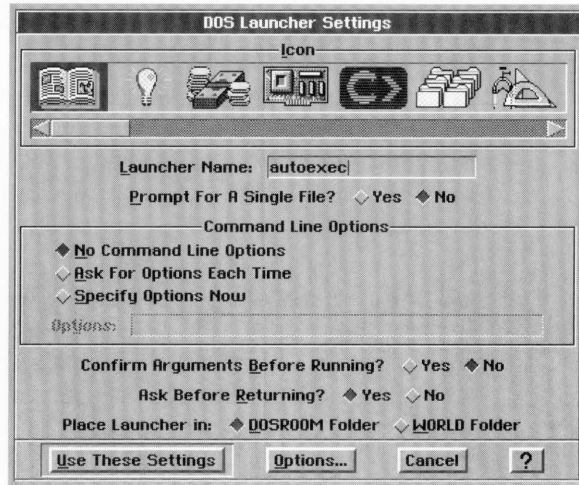 DOS Launcher Settings
Icon
C>
Launcher Name: autoexec
Prompt For A Single File? Yes No
Command Line Options
No Command Line Options
Ask For Options Each Time
Specify Options Now
Options:
Confirm Arguments Before Running? Yes No
Ask Before Returning? Yes No
Place Launcher in: DOSROOM Folder WORLD Folder
Use These Settings Options... Cancel ?